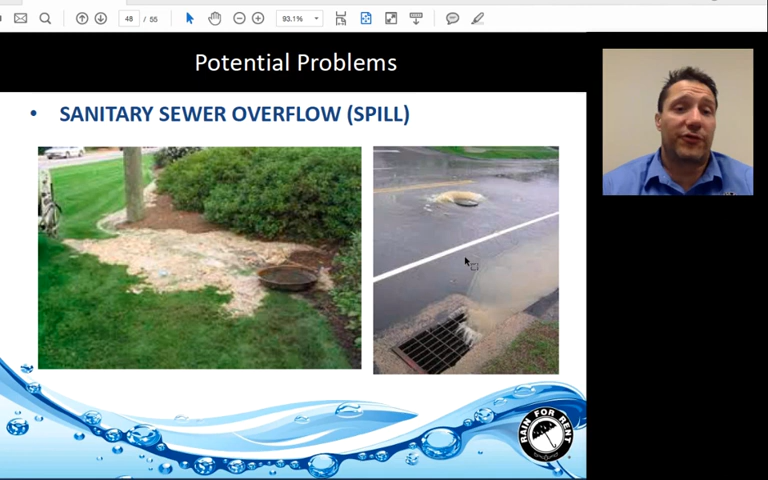 48 / 55
93.1%
Potential Problems
• SANITARY SEWER OVERFLOW (SPILL)
RAIN FOR RENT